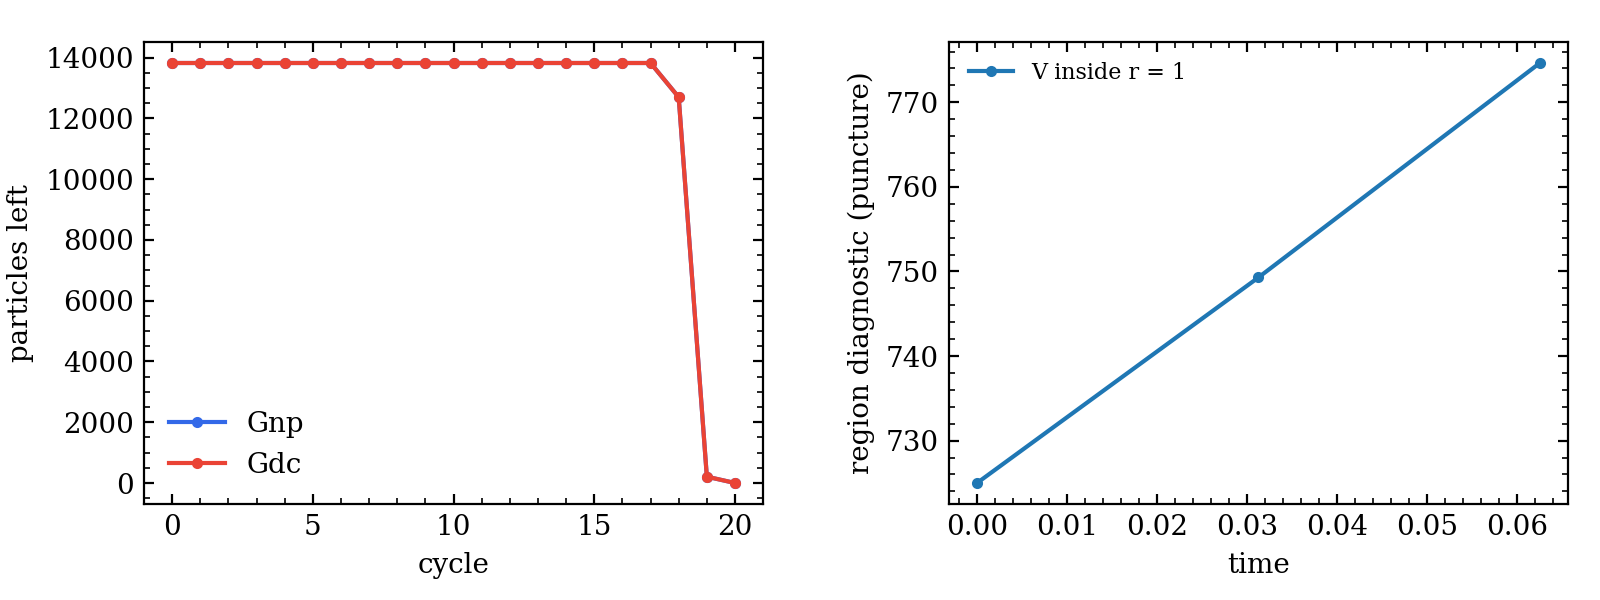 14000
12000
10000
8000
6000
4000
2000
0
particles left
Gnp
Gdc
0 5 10 15 20
cycle
770
760
750
740
730
region diagnostic (puncture)
V inside r = 1
0.00 0.01 0.02 0.03 0.04 0.05 0.06
time